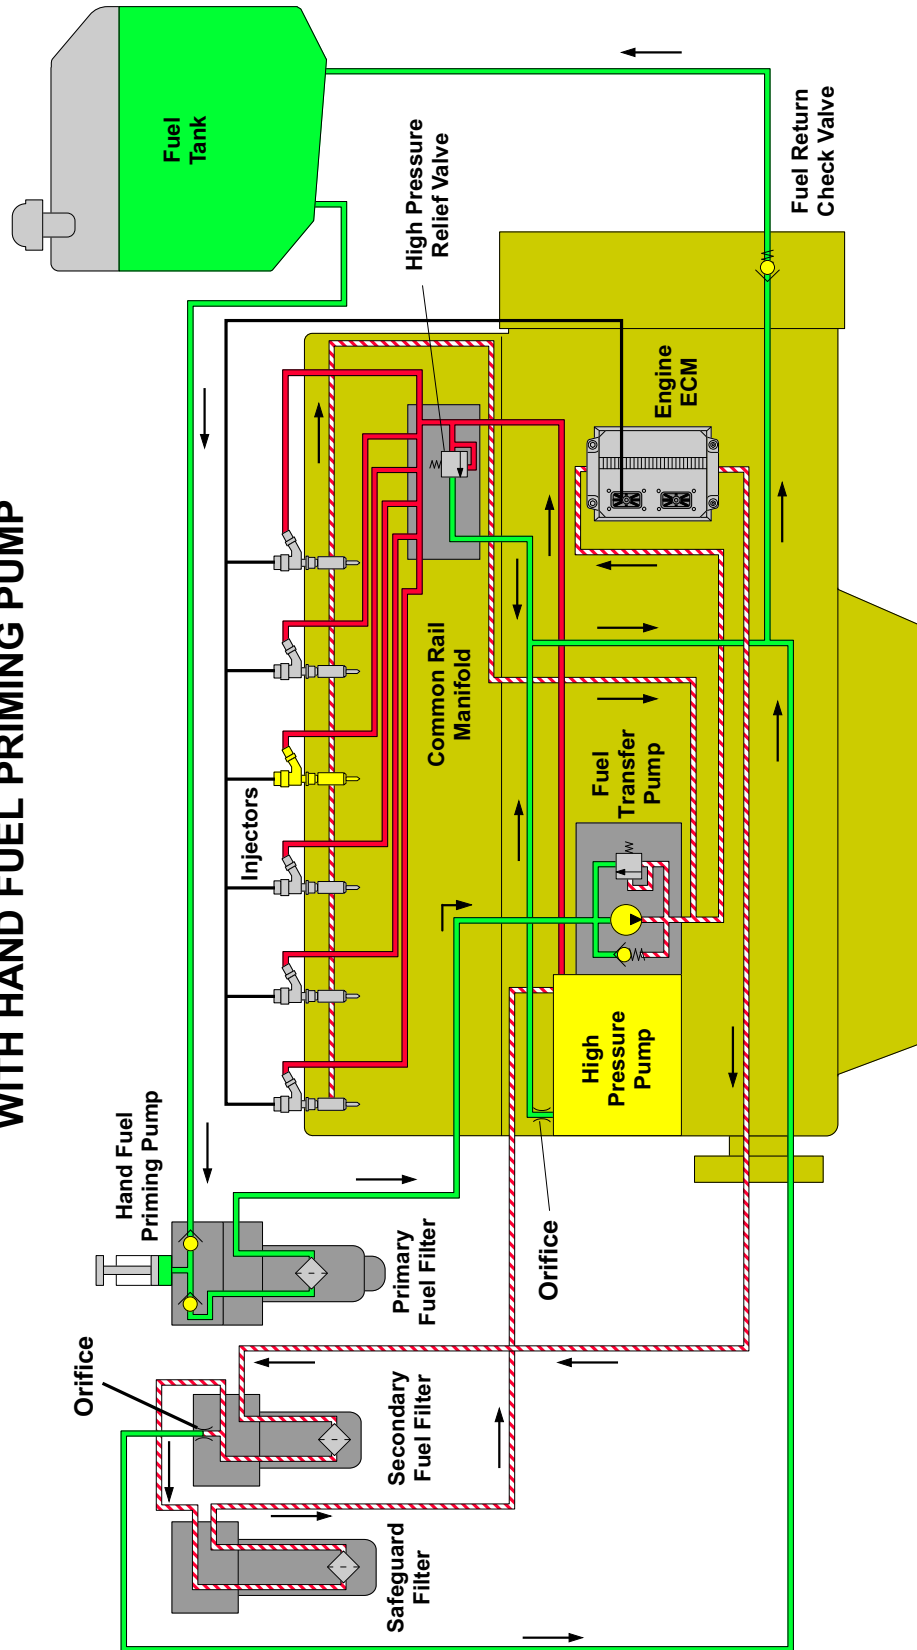 WITH HAND FUEL PRIMING PUMP
Fuel
Tank
High Pressure
Relief Valve
Fuel Return
Check Valve
Engine
ECM
Common Rail
Manifold
Fuel
Transfer
Pump
Injectors
High
Pressure
Pump
Hand Fuel
Priming Pump
Primary
Fuel Filter
Orifice
Orifice
Secondary
Fuel Filter
Safeguard
Filter